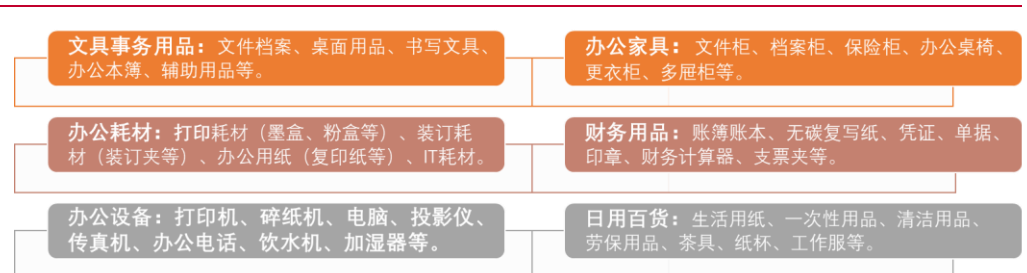 文具事务用品：文件档案、桌面用品、书写文具、
办公本簿、辅助用品等。
办公家具：文件柜、档案柜、保险柜、办公桌椅、
更衣柜、多屉柜等。
办公耗材：打印耗材（墨盒、粉盒等）、装订耗
材（装订夹等）、办公用纸（复印纸等）、IT耗材。
财务用品：账簿账本、无碳复写纸、凭证、单据、
印章、财务计算器、支票夹等。
办公设备：打印机、碎纸机、电脑、投影仪、
传真机、办公电话、饮水机、加湿器等。
日用百货：生活用纸、一次性用品、清洁用品、
劳保用品、茶具、纸杯、工作服等。